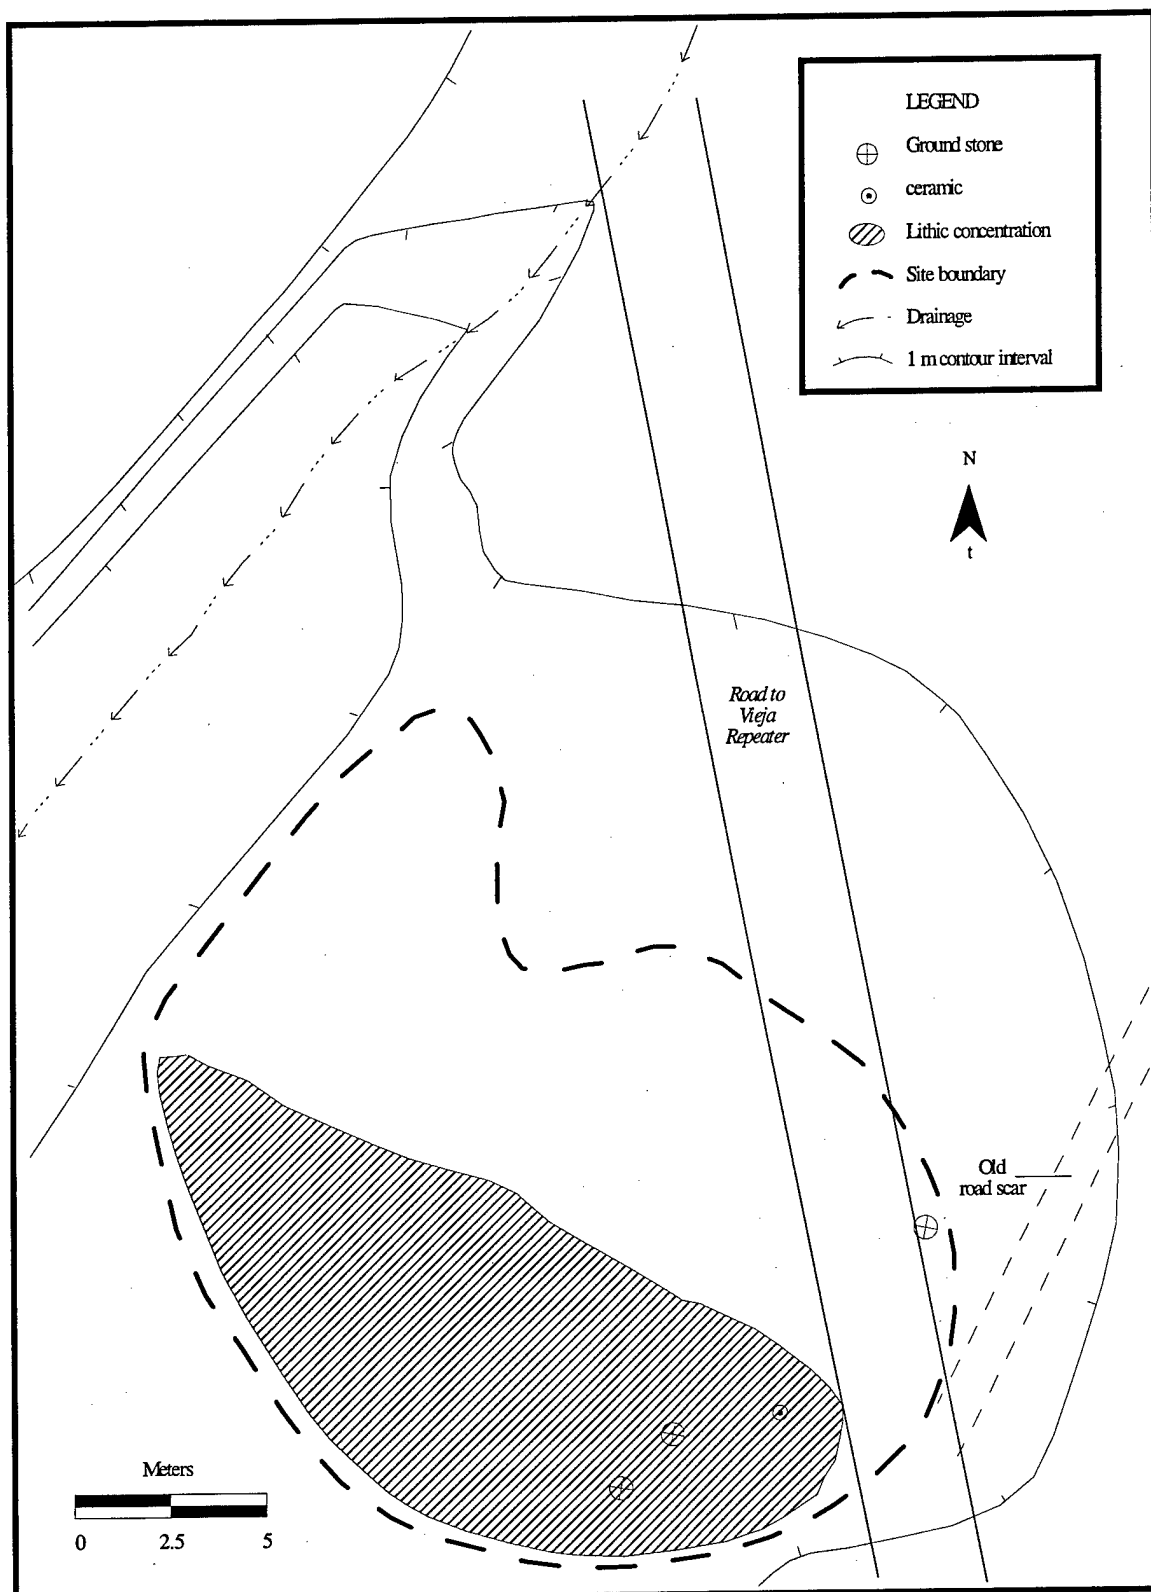 LEGEND
Ground stone
ceramic
Lithic concentration
Site boundary
Drainage
1 m contour interval
N
t
Road to
Vieja
Repeater
Old
road scar
Meters
0 2.5 5